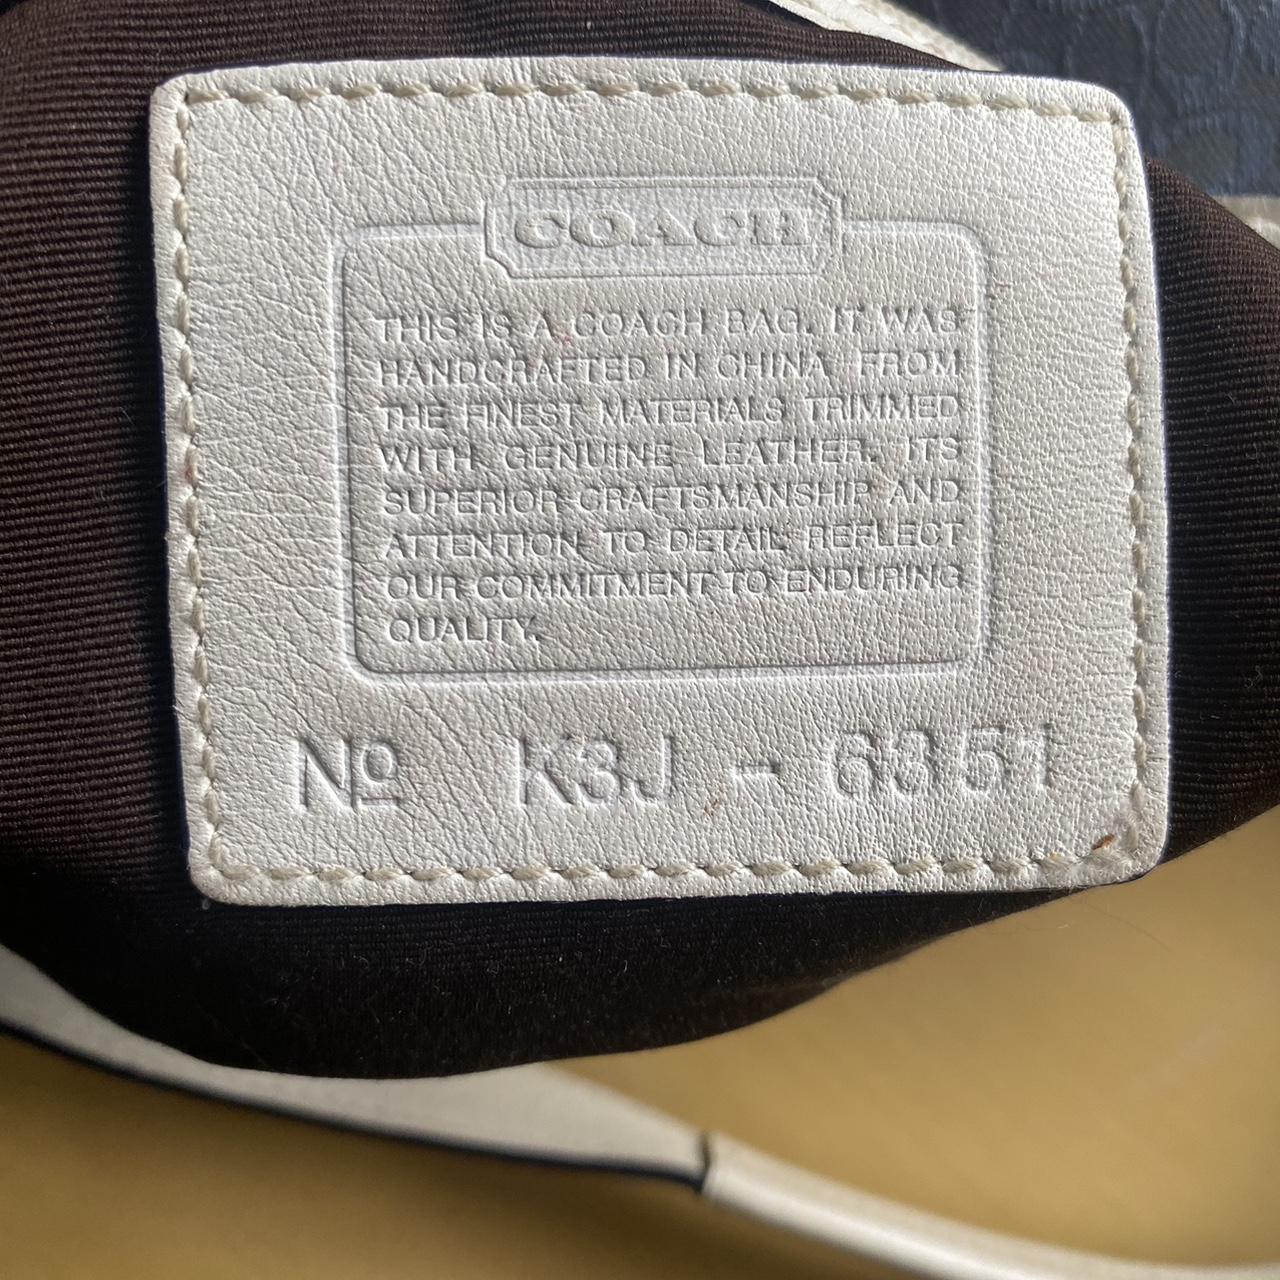 COACH
THIS IS A COACH BAG. IT WAS
HANDCRAFTED IN CHINA FROM
THE FINEST MATERIALS TRIMMED
WITH GENUINE LEATHER. ITS
SUPERIOR CRAFTSMANSHIP AND
ATTENTION TO DETAIL REFLECT
OUR COMMITMENT TO ENDURING
QUALITY.
Nº K3J - 6351